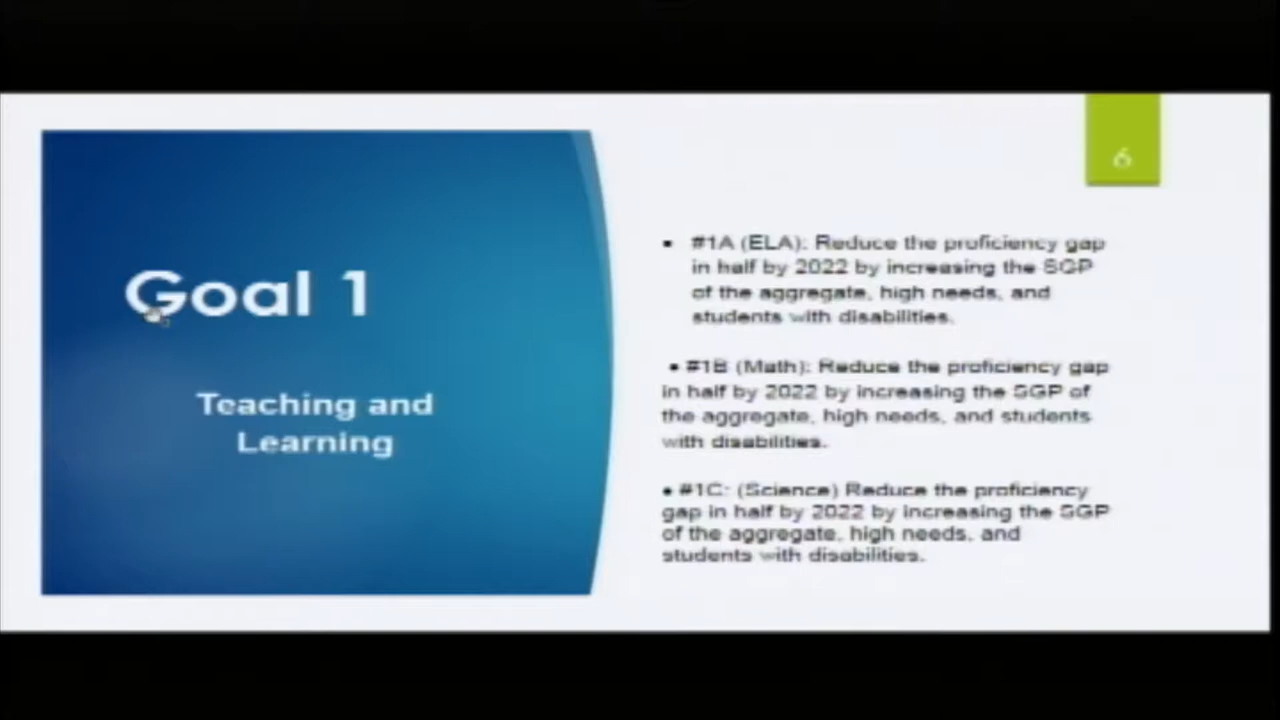 6
Goal 1
Teaching and
Learning
• #1A (ELA): Reduce the proficiency gap
in half by 2022 by increasing the SGP
of the aggregate, high needs, and
students with disabilities.
• #1B (Math): Reduce the proficiency gap
in half by 2022 by increasing the SGP of
the aggregate, high needs, and students
with disabilities.
• #1C: (Science) Reduce the proficiency
gap in half by 2022 by increasing the SGP
of the aggregate, high needs, and
students with disabilities.